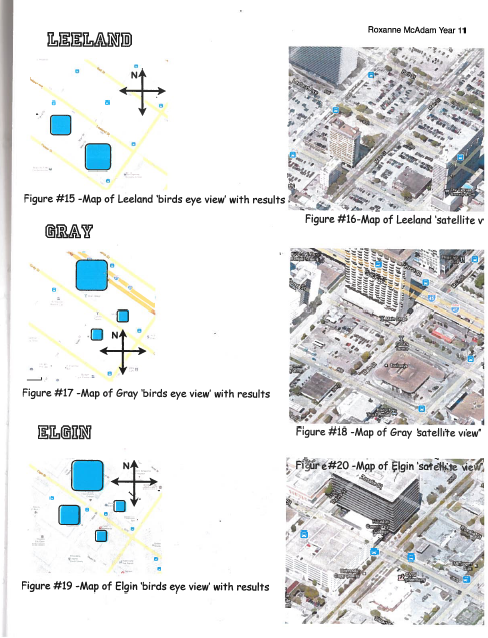 Roxanne McAdam Year 11
LEELAND
N
Figure #15 -Map of Leeland 'birds eye view' with results
Figure #16-Map of Leeland 'satellite v
GRAY
N
Figure #17 -Map of Gray 'birds eye view' with results
Figure #18 -Map of Gray 'satellite view"
ELGIN
N
Figure #20 -Map of Elgin 'satellite view"
Figure #19 -Map of Elgin 'birds eye view' with results